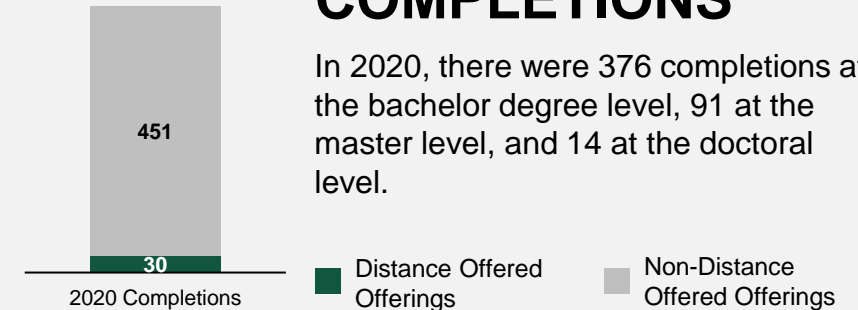 COMPLETIONS
In 2020, there were 376 completions at
the bachelor degree level, 91 at the
master level, and 14 at the doctoral
level.
451
30
2020 Completions
Distance Offered
Offerings
Non-Distance
Offered Offerings